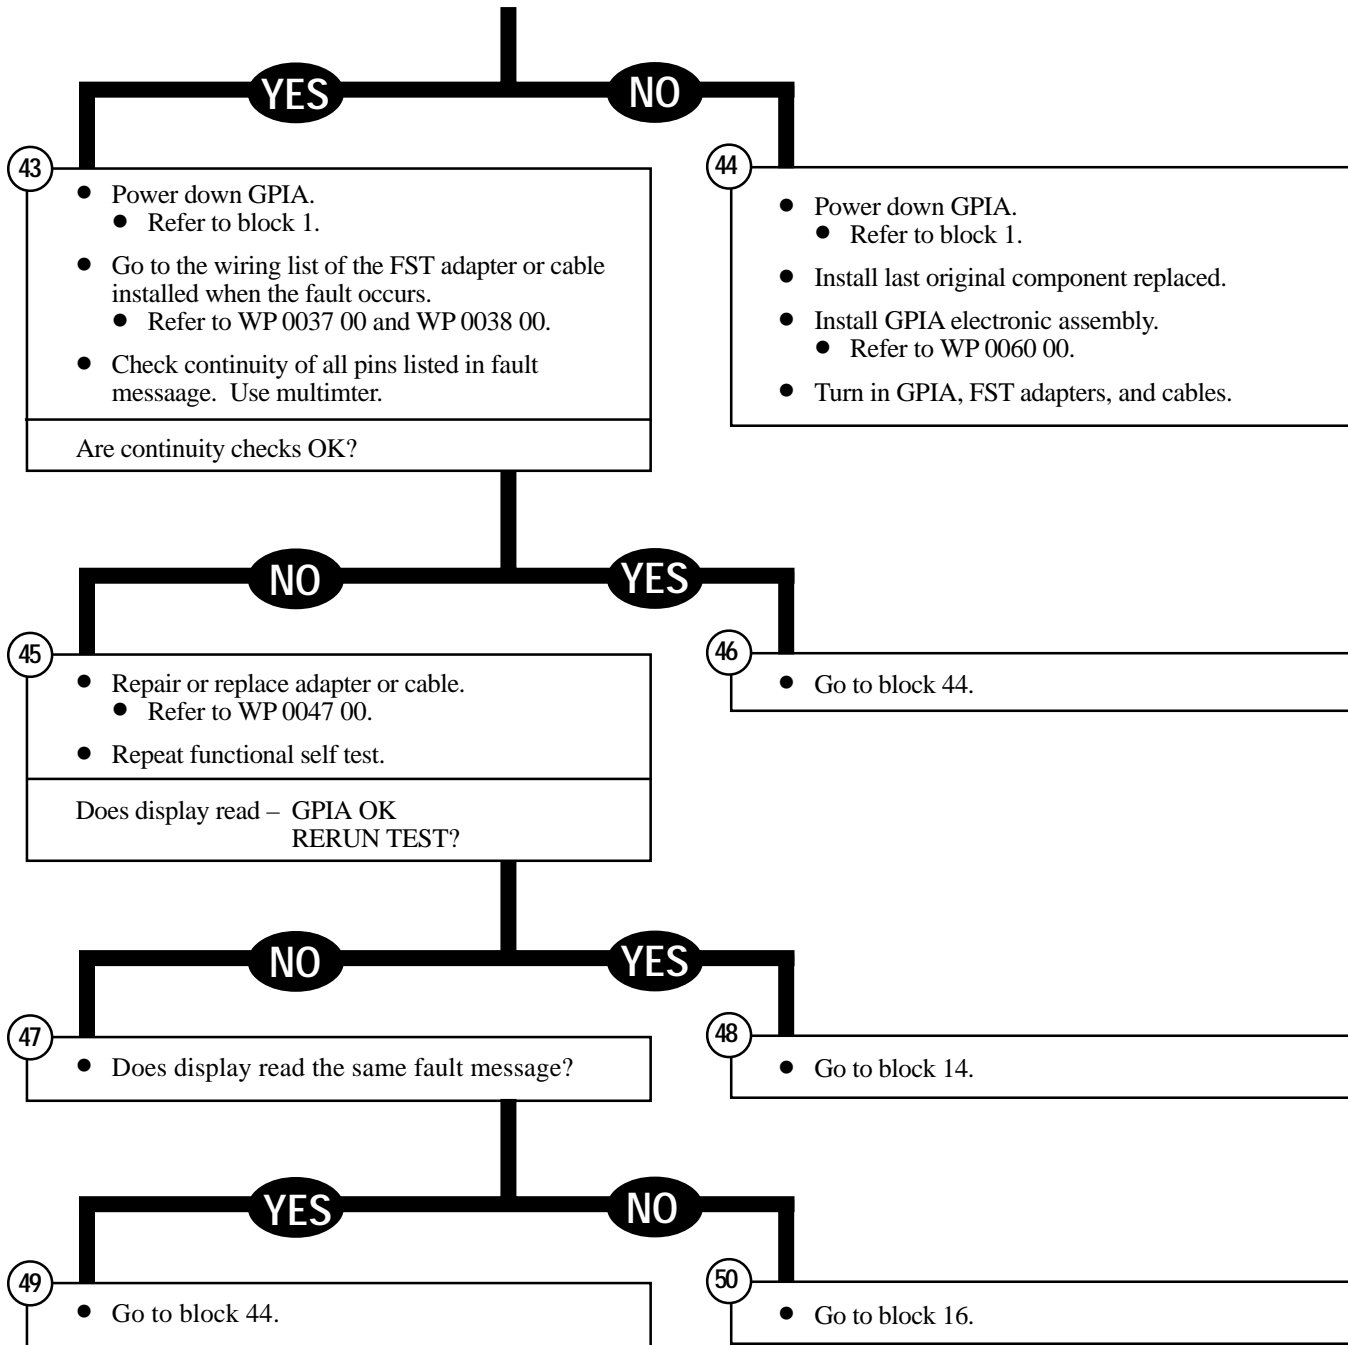 YES
NO
43
● Power down GPIA.
● Refer to block 1.
● Go to the wiring list of the FST adapter or cable
installed when the fault occurs.
● Refer to WP 0037 00 and WP 0038 00.
● Check continuity of all pins listed in fault
messaage. Use multimter.
Are continuity checks OK?
44
● Power down GPIA.
● Refer to block 1.
● Install last original component replaced.
● Install GPIA electronic assembly.
● Refer to WP 0060 00.
● Turn in GPIA, FST adapters, and cables.
NO
YES
45
● Repair or replace adapter or cable.
● Refer to WP 0047 00.
● Repeat functional self test.
Does display read – GPIA OK
RERUN TEST?
46
● Go to block 44.
NO
YES
47
● Does display read the same fault message?
48
● Go to block 14.
YES
NO
49
● Go to block 44.
50
● Go to block 16.